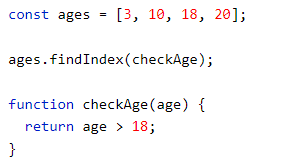 const ages = [3, 10, 18, 20];

ages.findIndex(checkAge);

function checkAge(age) {
  return age > 18;
}